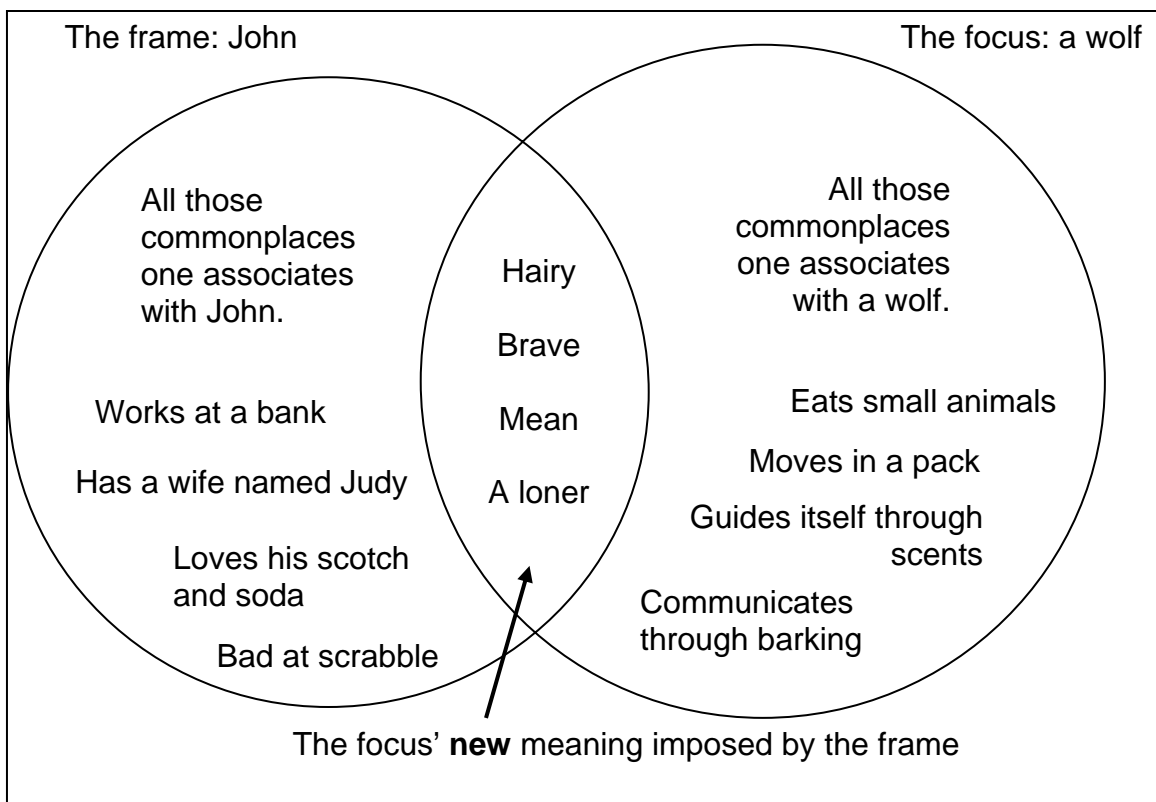 The frame: John
The focus: a wolf
All those
commonplaces
one associates
with John.
Works at a bank
Has a wife named Judy
Loves his scotch
and soda
Bad at scrabble
Hairy
Brave
Mean
A loner
All those
commonplaces
one associates
with a wolf.
Eats small animals
Moves in a pack
Guides itself through
scents
Communicates
through barking
The focus’ new meaning imposed by the frame